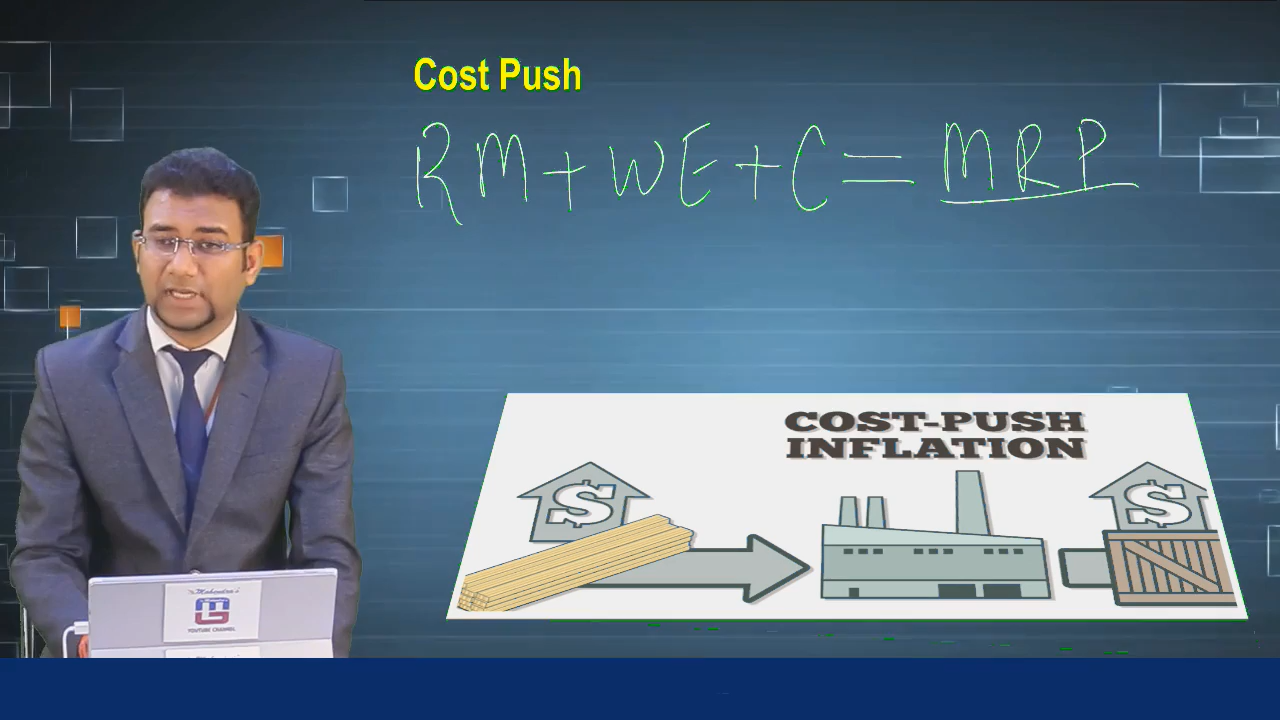 Cost Push
RM + WE + C = MRP
COST-PUSH
INFLATION
$
$
Mahendra's
YOUTUBE CHANNEL